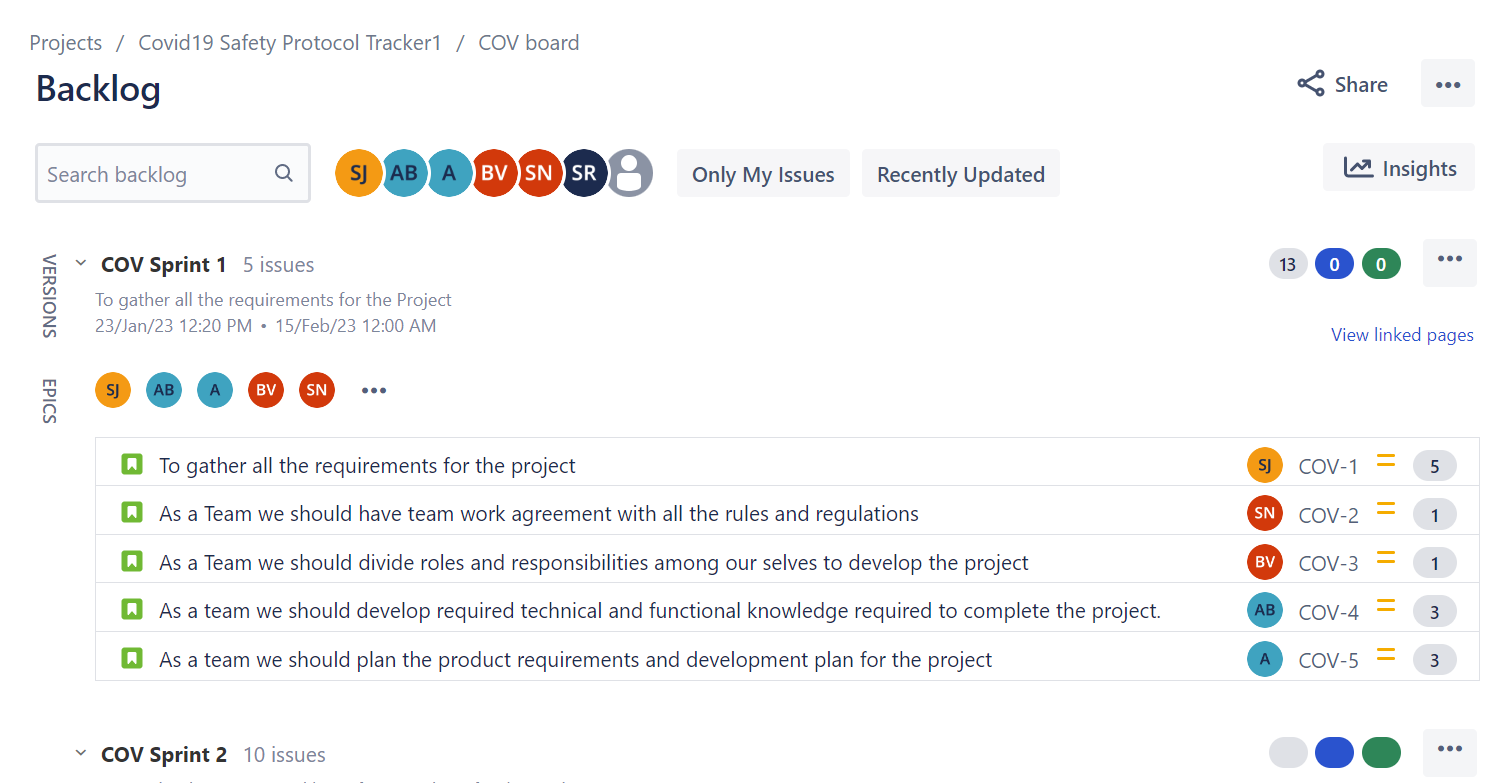 Projects / Covid19 Safety Protocol Tracker1 / COV board
Backlog
Share
Search backlog
SJ AB A BV SN SR
Only My Issues
Recently Updated
Insights
VERSIONS
EPICS
COV Sprint 1 5 issues
13 0 0
To gather all the requirements for the Project
23/Jan/23 12:20 PM • 15/Feb/23 12:00 AM
View linked pages
SJ AB A BV SN
To gather all the requirements for the project SJ COV-1 5
As a Team we should have team work agreement with all the rules and regulations SN COV-2 1
As a Team we should divide roles and responsibilities among our selves to develop the project BV COV-3 1
As a team we should develop required technical and functional knowledge required to complete the project. AB COV-4 3
As a team we should plan the product requirements and development plan for the project A COV-5 3
COV Sprint 2 10 issues